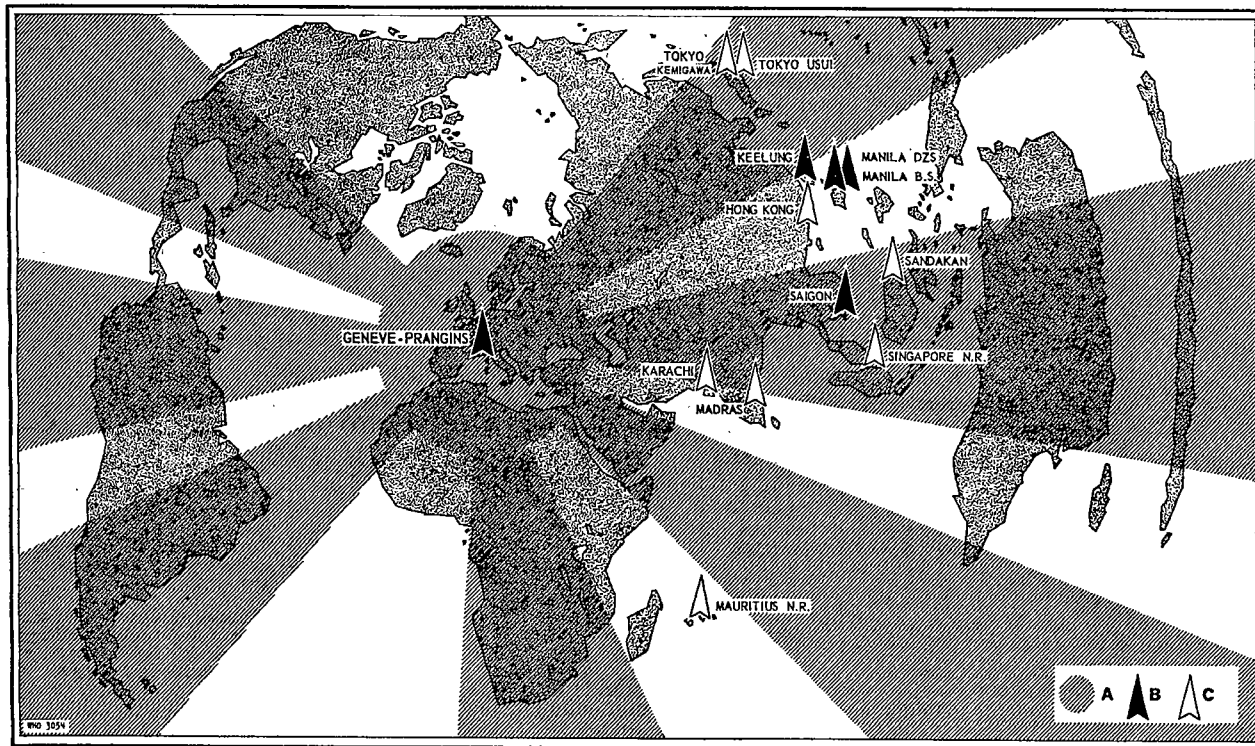 TOKYO
KEMIGAWA
TOKYO USUI
KEELUNG
MANILA DZS
MANILA B.S.
HONG KONG
SANDAKAN
SAIGON
GENEVE-PRANGINS
SINGAPORE N.R.
KARACHI
MADRAS
MAURITIUS N.R.
A B C
WHO 3034